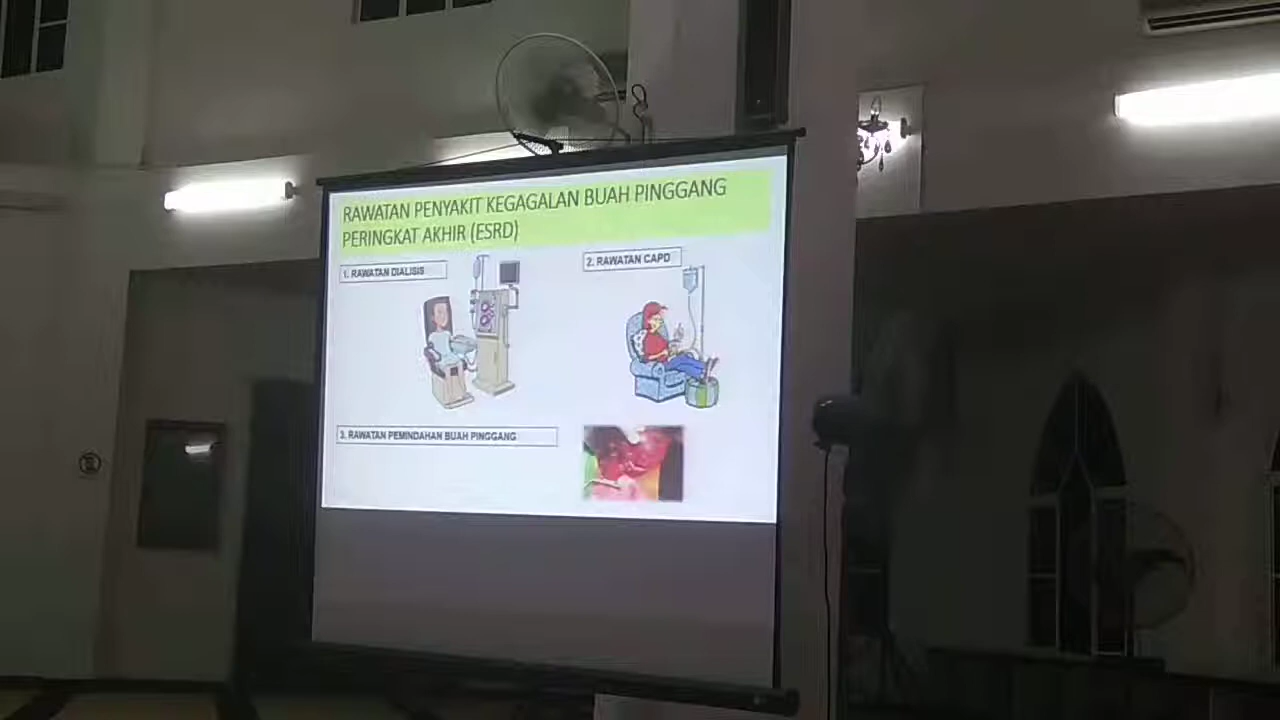 RAWATAN PENYAKIT KEGAGALAN BUAH PINGGANG
PERINGKAT AKHIR (ESRD)
1. RAWATAN DIALISIS
2. RAWATAN CAPD
3. RAWATAN PEMINDAHAN BUAH PINGGANG